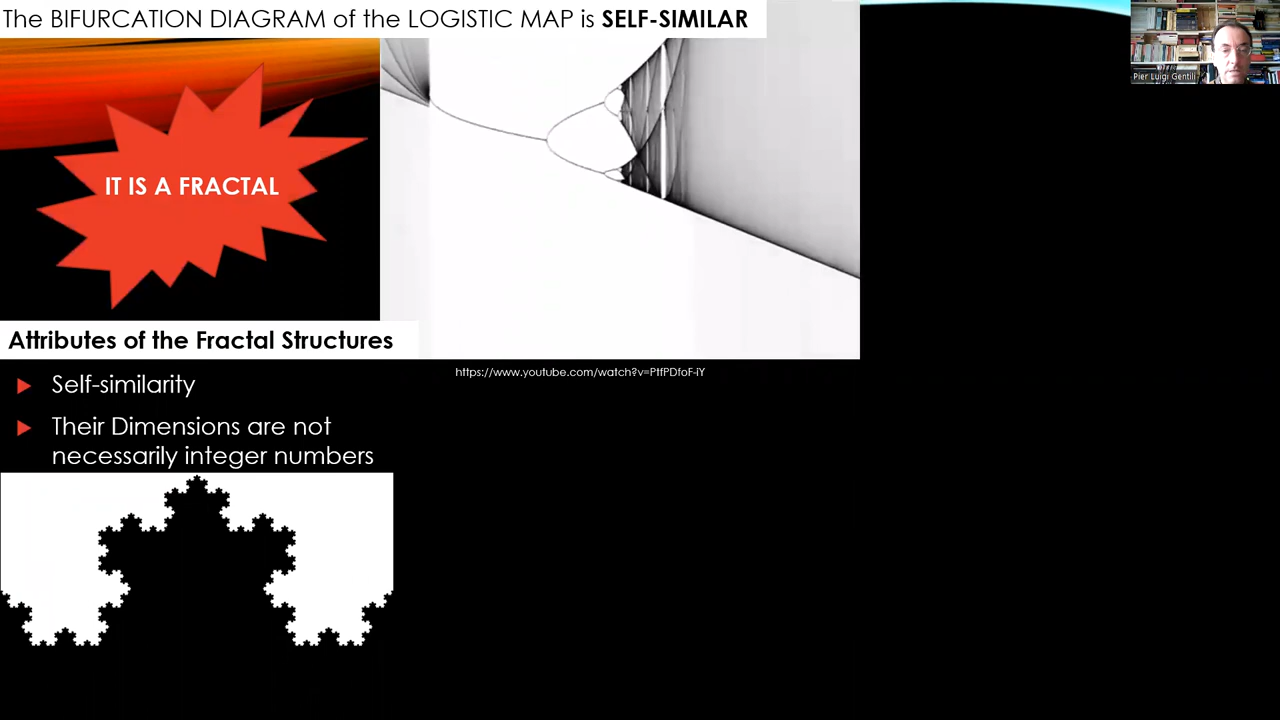 The BIFURCATION DIAGRAM of the LOGISTIC MAP is SELF-SIMILAR
Pier Luigi Gentili
IT IS A FRACTAL
Attributes of the Fractal Structures
https://www.youtube.com/watch?v=PtfPDfoF-iY
Self-similarity
Their Dimensions are not
necessarily integer numbers